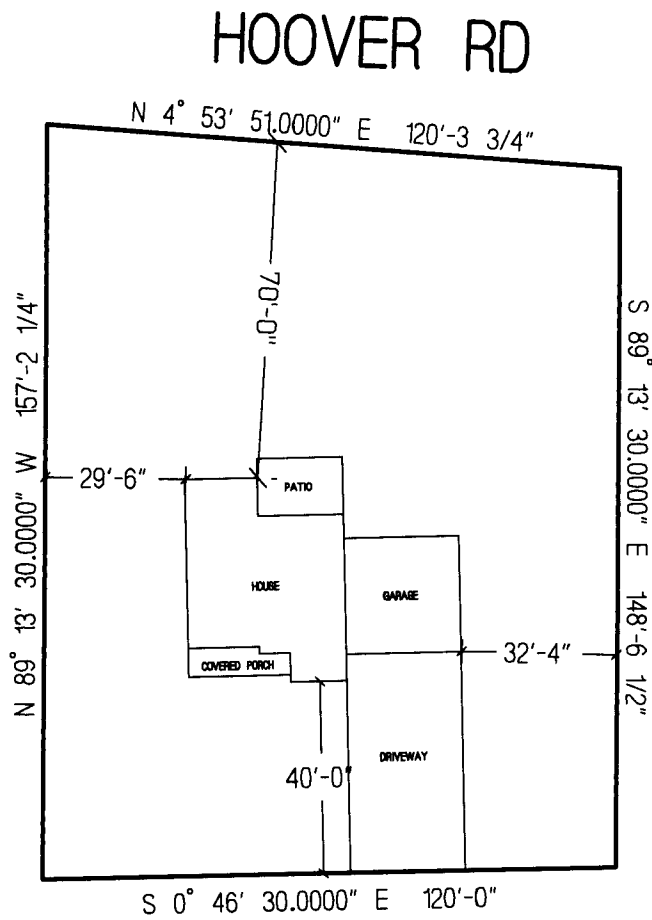 HOOVER RD
N 4° 53' 51.0000" E 120'-3 3/4"
70'-0"
N 89° 13' 30.0000" W 157'-2 1/4"
S 89° 13' 30.0000" E 148'-6 1/2"
29'-6"
PATIO
HOUSE
GARAGE
COVERED PORCH
32'-4"
DRIVEWAY
40'-0"
S 0° 46' 30.0000" E 120'-0"